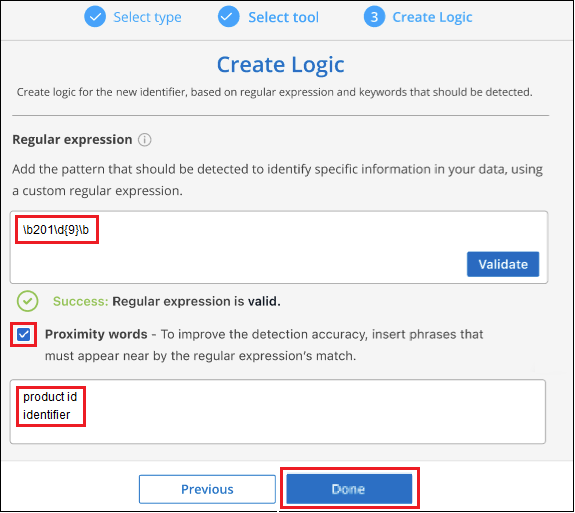 Select type
Select tool
3 Create Logic
Create Logic
Create logic for the new identifier, based on regular expression and keywords that should be detected.
Regular expression
Add the pattern that should be detected to identify specific information in your data, using
a custom regular expression.
\b201\d{9}\b
Validate
Success: Regular expression is valid.
Proximity words - To improve the detection accuracy, insert phrases that
must appear near by the regular expression's match.
product id
identifier
Previous
Done